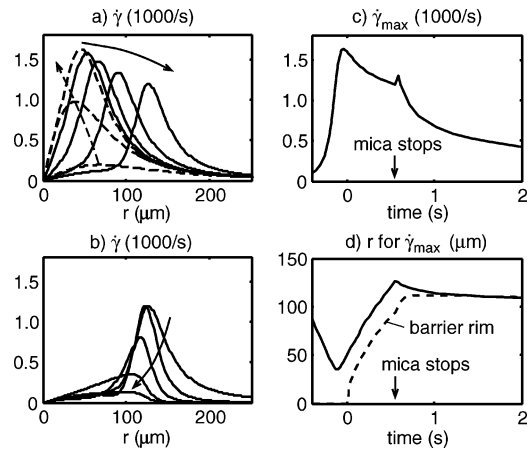 a) γ̇ (1000/s)
1.5
1.0
0.5
0
0
100
200
r (μm)
b) γ̇ (1000/s)
1.5
1.0
0.5
0
0
100
200
r (μm)
c) γ̇max (1000/s)
1.5
1.0
0.5
0
mica stops
0
1
2
time (s)
d) r for γ̇max (μm)
150
100
50
0
barrier rim
mica stops
0
1
2
time (s)